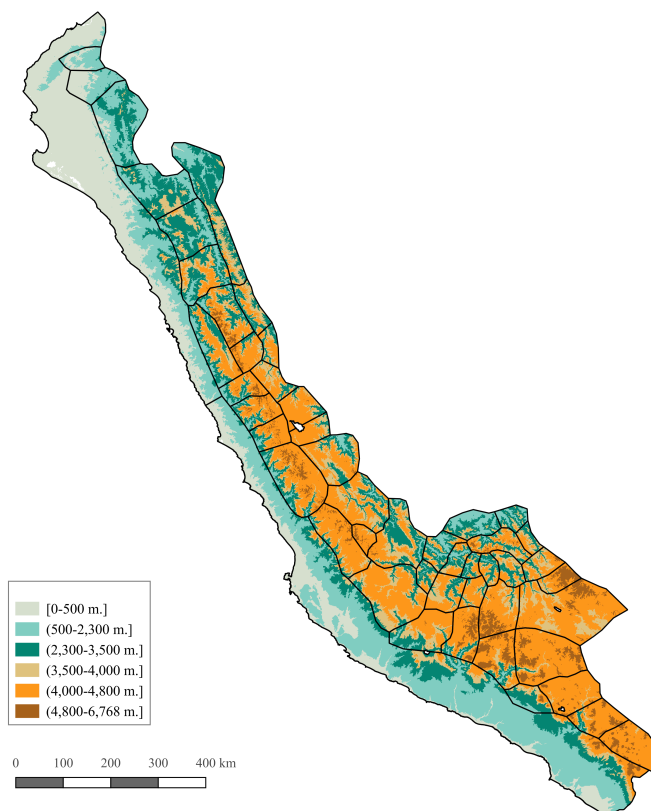 [0-500 m.]
(500-2,300 m.]
(2,300-3,500 m.]
(3,500-4,000 m.]
(4,000-4,800 m.]
(4,800-6,768 m.]
0 100 200 300 400 km